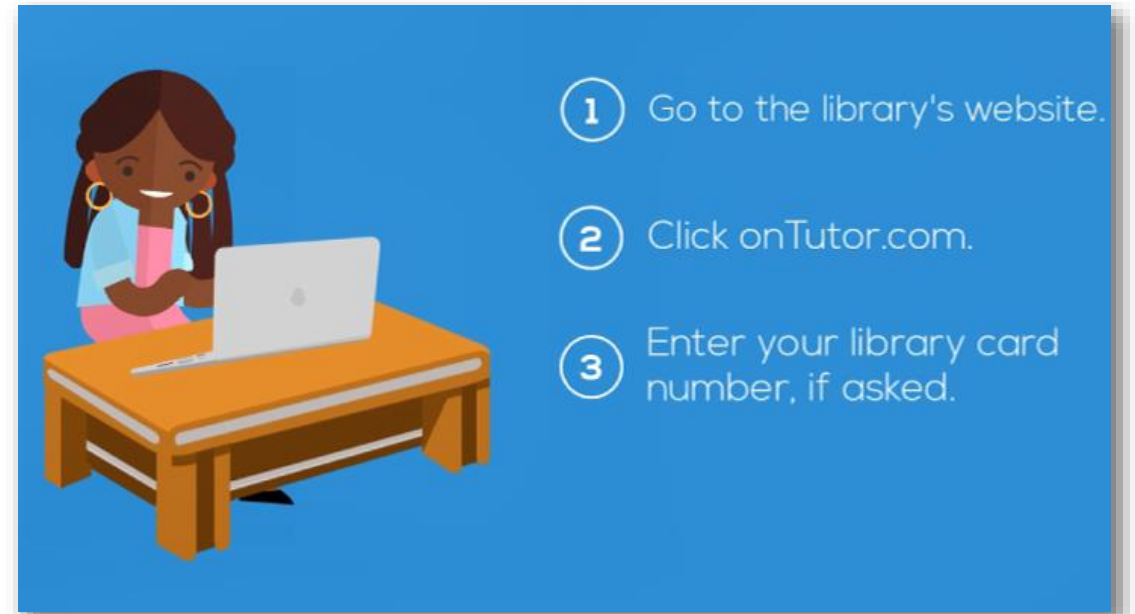 1 Go to the library's website.
2 Click onTutor.com.
3 Enter your library card
number, if asked.